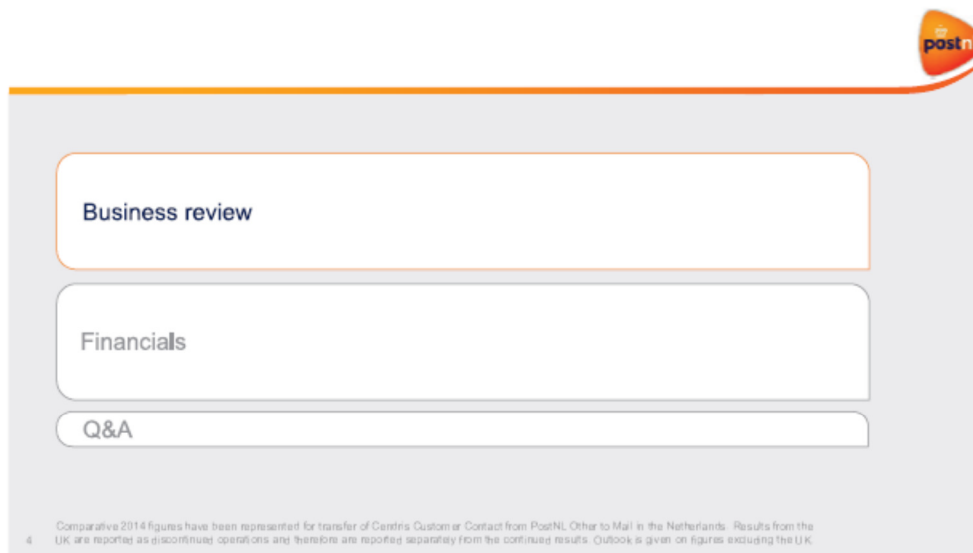 postn
Business review
Financials
Q&A
Comparative 2014 figures have been represented for transfer of Cendris Customer Contact from PostNL Other to Mail in the Netherlands. Results from the
4 UK are reported as discontinued operations and therefore are reported separately from the continued results. Outlook is given on figures excluding the UK.